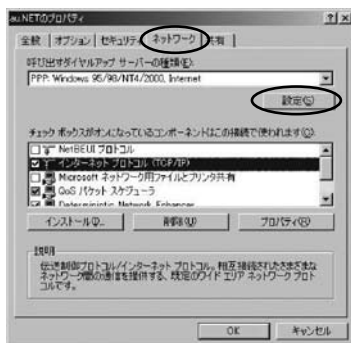 au.NETのプロパティ
全般 | オプション | セキュリティ | ネットワーク | 共有
呼び出すダイヤルアップ サーバーの種類(E):
PPP: Windows 95/98/NT4/2000, Internet
設定(S)
チェック ボックスがオンになっているコンポーネントはこの接続で使われます(O):
NetBEUI プロトコル
インターネット プロトコル (TCP/IP)
Microsoft ネットワーク用ファイルとプリンタ共有
QoS パケット スケジューラ
Deterministic Network Enhancer
インストール(N)...
削除(U)
プロパティ(R)
説明
伝送制御プロトコル/インターネット プロトコル。相互接続されたさまざまな
ネットワーク間の通信を提供する、既定のワイド エリア ネットワーク プロト
コルです。
OK
キャンセル